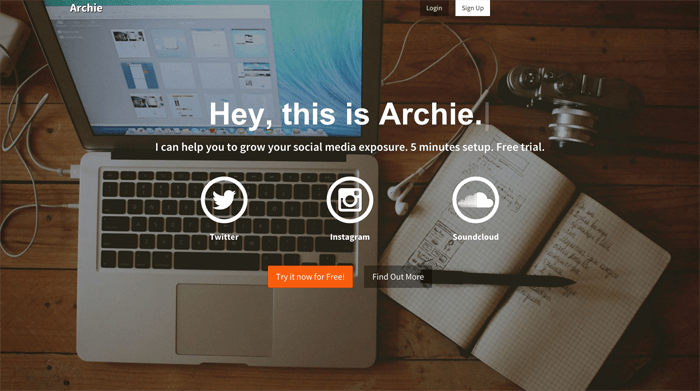 Archie
Login
Sign Up
Hey, this is Archie.
I can help you to grow your social media exposure. 5 minutes setup. Free trial.
Twitter
Instagram
Soundcloud
Try it now for Free!
Find Out More